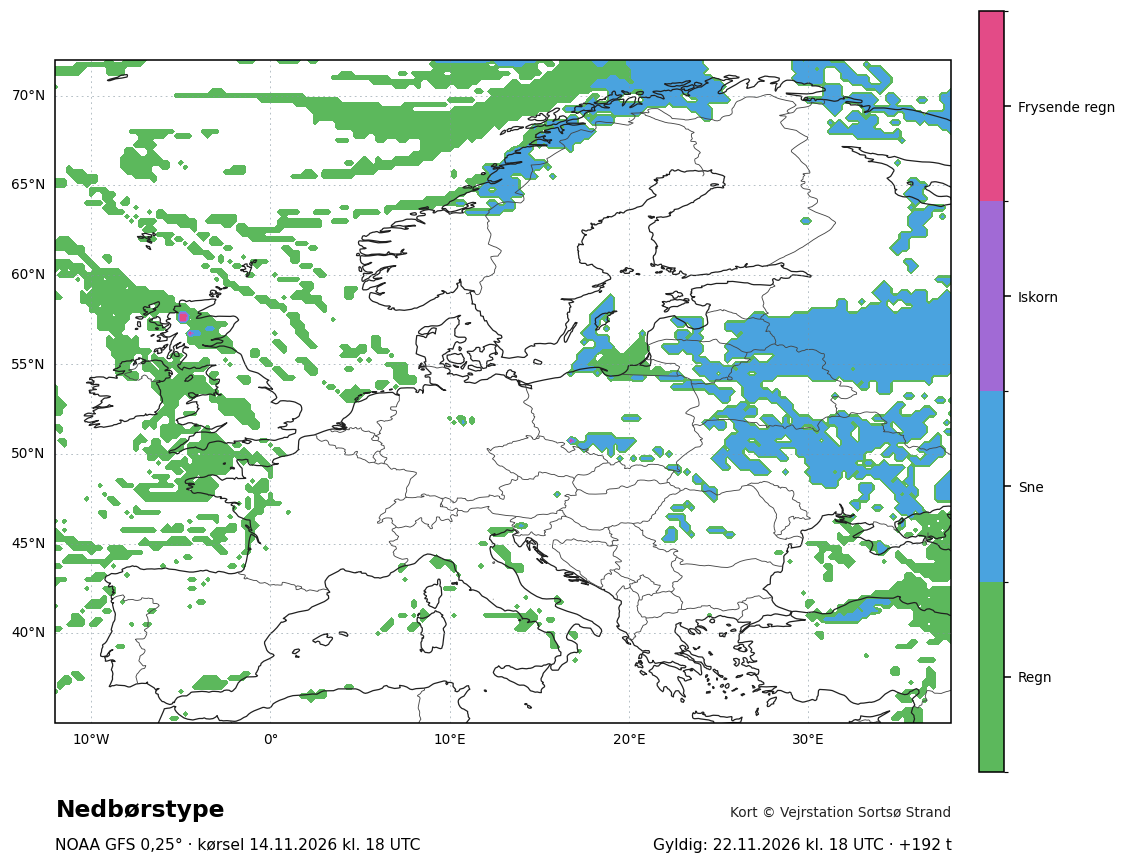 Frysende regn
Iskorn
Sne
Regn
70°N
65°N
60°N
55°N
50°N
45°N
40°N
10°W
0°
10°E
20°E
30°E
Nedbørstype
Kort © Vejrstation Sortsø Strand
NOAA GFS 0,25° · kørsel 14.11.2026 kl. 18 UTC
Gyldig: 22.11.2026 kl. 18 UTC · +192 t